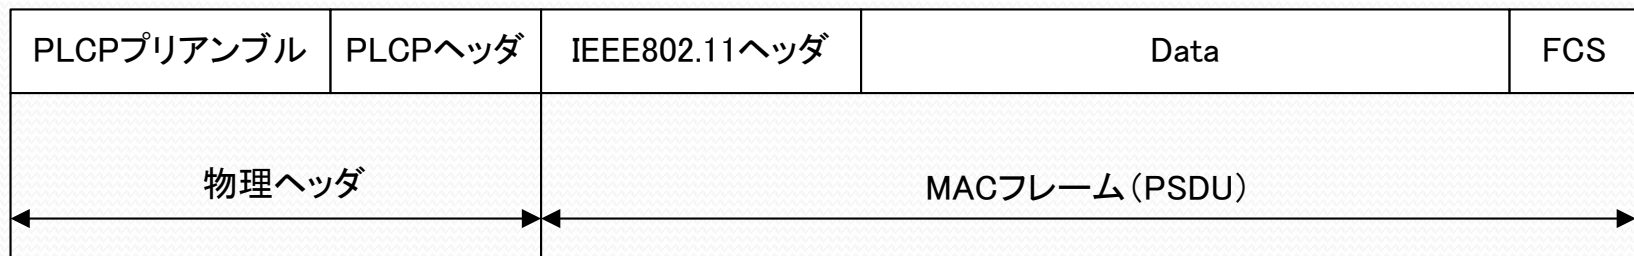 PLCPプリアンブル
PLCPヘッダ
IEEE802.11ヘッダ
Data
FCS
物理ヘッダ
MACフレーム（PSDU）